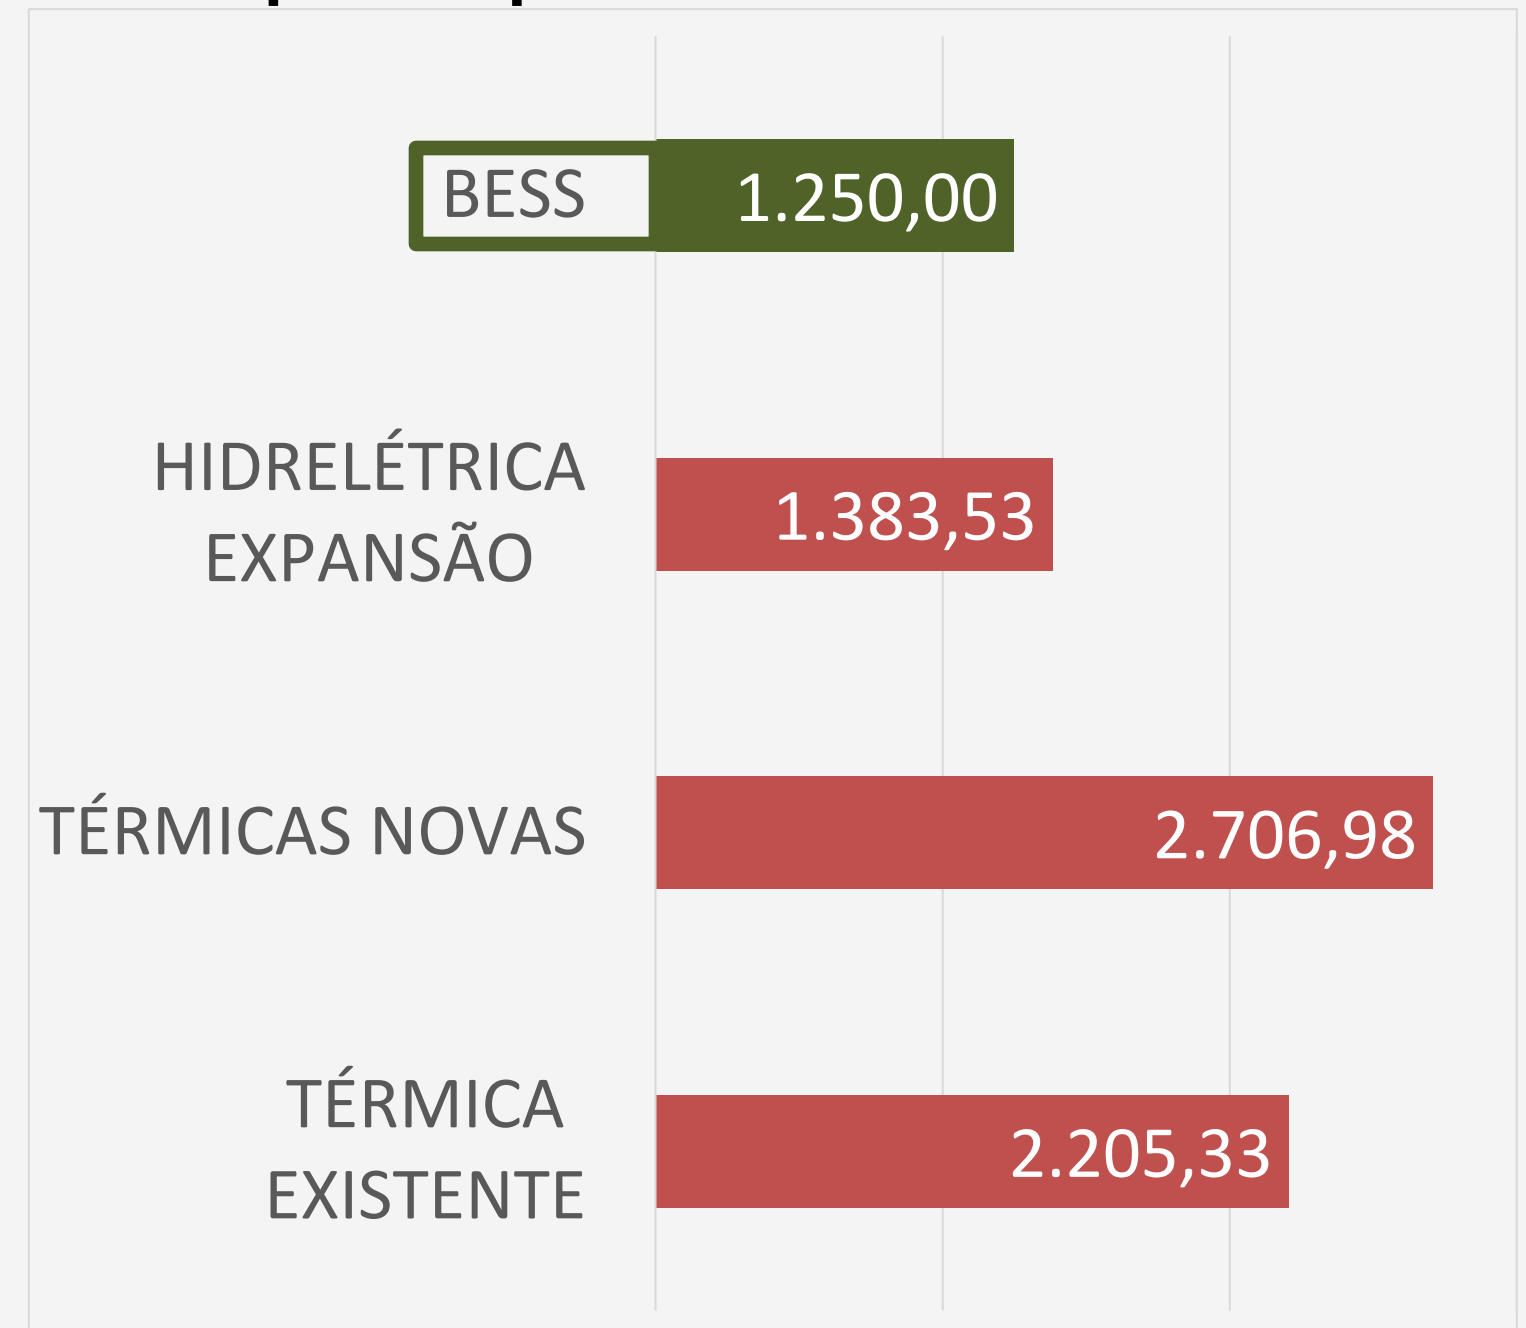 BESS
1.250,00
HIDRELÉTRICA
EXPANSÃO
1.383,53
TÉRMICAS NOVAS
2.706,98
TÉRMICA
EXISTENTE
2.205,33